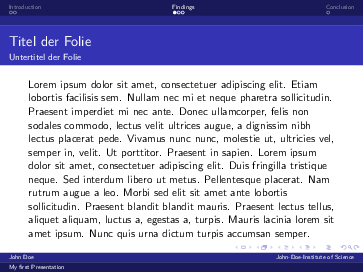 Introduction Findings Conclusion
Titel der Folie
Untertitel der Folie
Lorem ipsum dolor sit amet, consectetuer adipiscing elit. Etiam
lobortis facilisis sem. Nullam nec mi et neque pharetra sollicitudin.
Praesent imperdiet mi nec ante. Donec ullamcorper, felis non
sodales commodo, lectus velit ultrices augue, a dignissim nibh
lectus placerat pede. Vivamus nunc nunc, molestie ut, ultricies vel,
semper in, velit. Ut porttitor. Praesent in sapien. Lorem ipsum
dolor sit amet, consectetuer adipiscing elit. Duis fringilla tristique
neque. Sed interdum libero ut metus. Pellentesque placerat. Nam
rutrum augue a leo. Morbi sed elit sit amet ante lobortis
sollicitudin. Praesent blandit blandit mauris. Praesent lectus tellus,
aliquet aliquam, luctus a, egestas a, turpis. Mauris lacinia lorem sit
amet ipsum. Nunc quis urna dictum turpis accumsan semper.
John Doe John-Doe-Institute of Science
My first Presentation